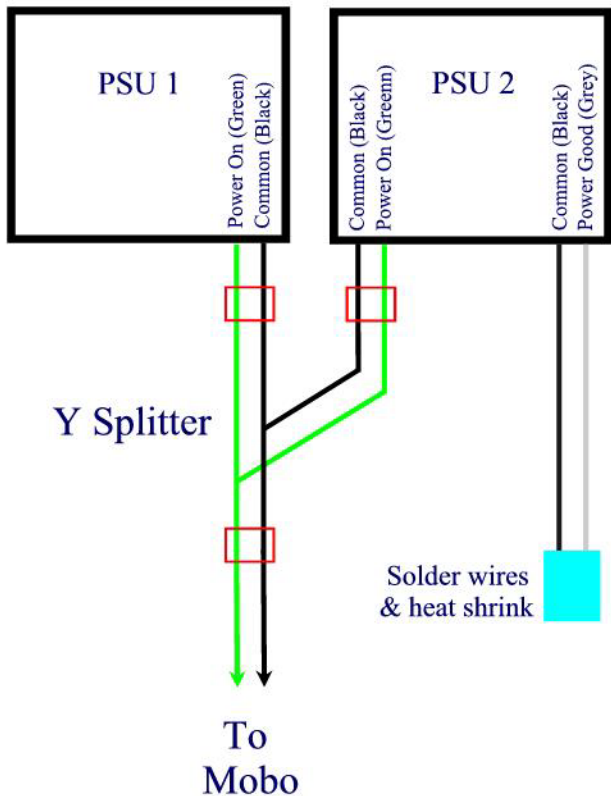 PSU 1
Power On (Green)
Common (Black)
PSU 2
Common (Black)
Power On (Greenn)
Common (Black)
Power Good (Grey)
Y Splitter
Solder wires
& heat shrink
To
Mobo